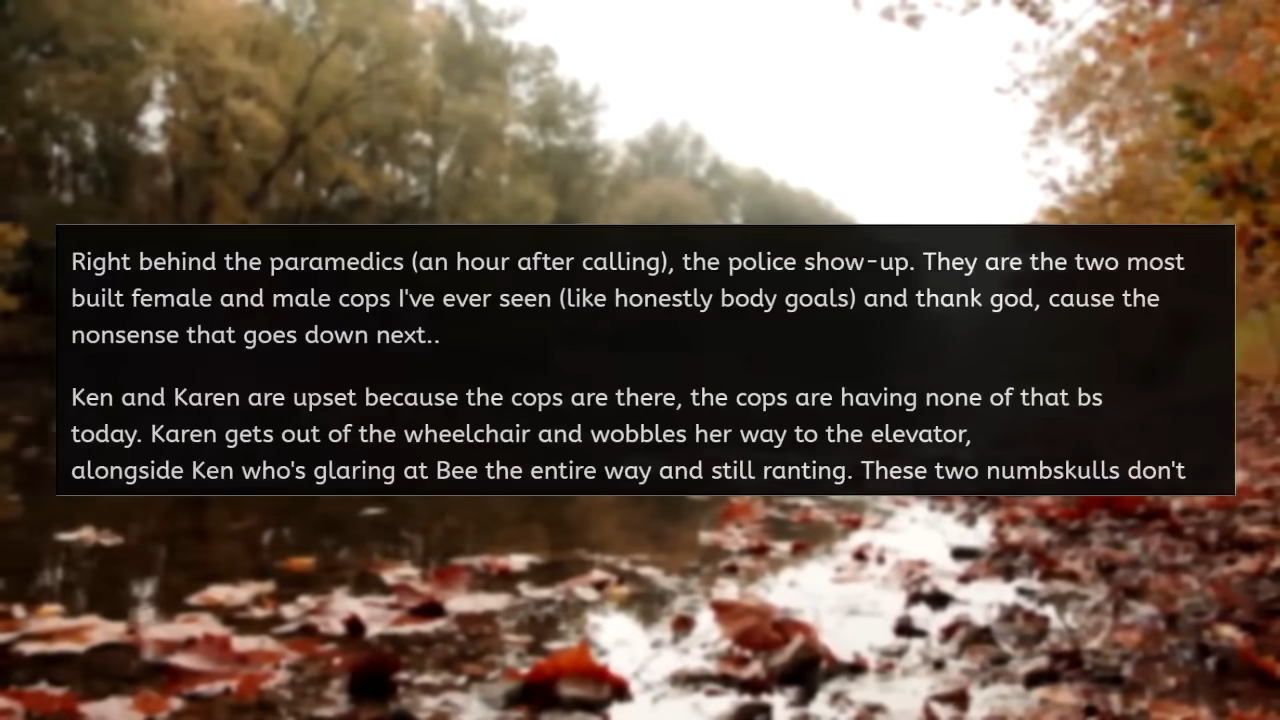 Right behind the paramedics (an hour after calling), the police show-up. They are the two most
built female and male cops I've ever seen (like honestly body goals) and thank god, cause the
nonsense that goes down next..
Ken and Karen are upset because the cops are there, the cops are having none of that bs
today. Karen gets out of the wheelchair and wobbles her way to the elevator,
alongside Ken who's glaring at Bee the entire way and still ranting. These two numbskulls don't